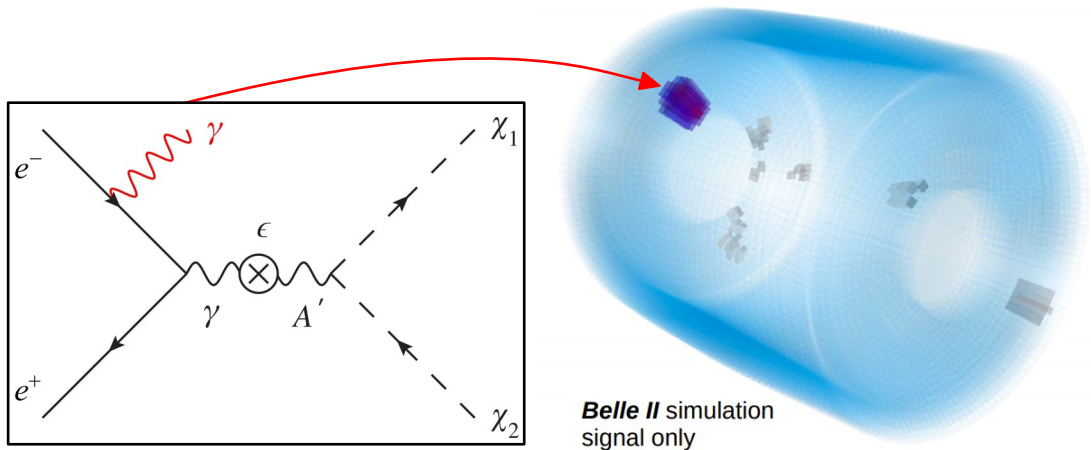 γ
e⁻
χ₁
ϵ
γ
A′
e⁺
χ₂
Belle II simulation
signal only